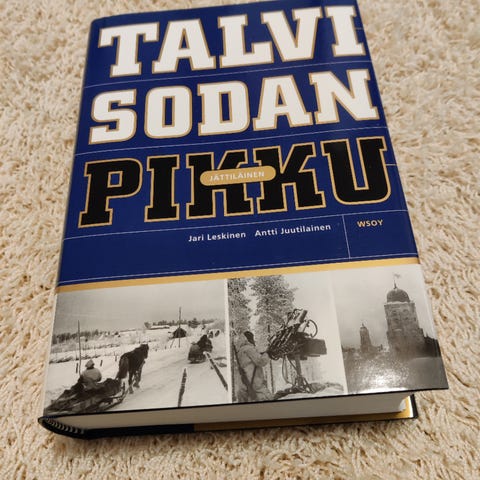 TALVI
SODAN
PIKKU
JÄTTILÄINEN
Jari Leskinen Antti Juutilainen
WSOY